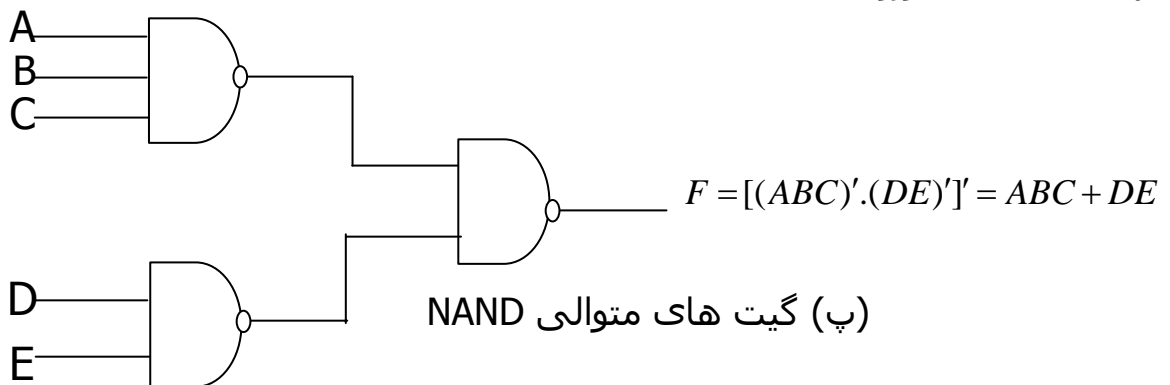 A
B
C
F = [(ABC)′.(DE)′]′ = ABC + DE
D
E
(پ) گیت های متوالی NAND